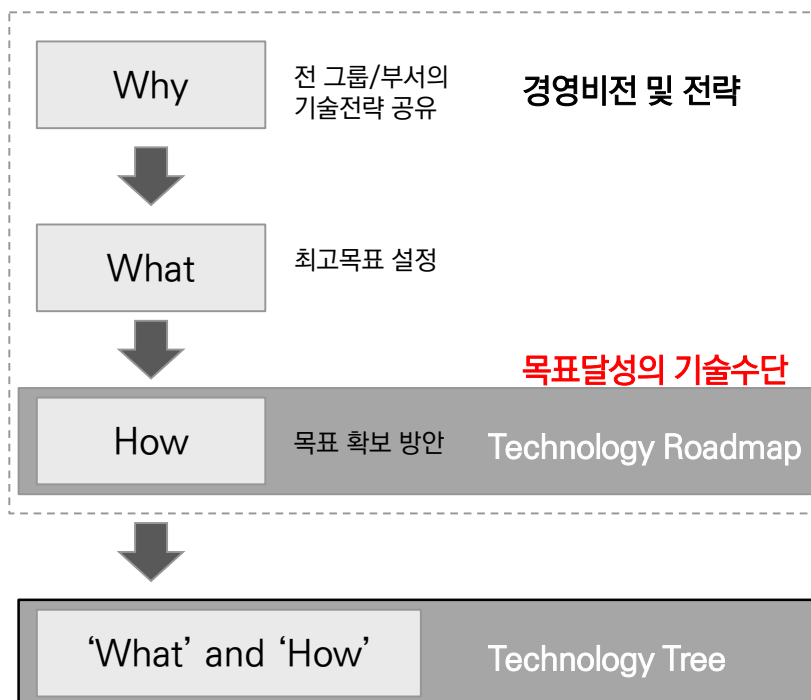 Why
전 그룹/부서의
기술전략 공유
경영비전 및 전략
What
최고목표 설정
목표달성의 기술수단
How
목표 확보 방안
Technology Roadmap
‘What’ and ‘How’
Technology Tree